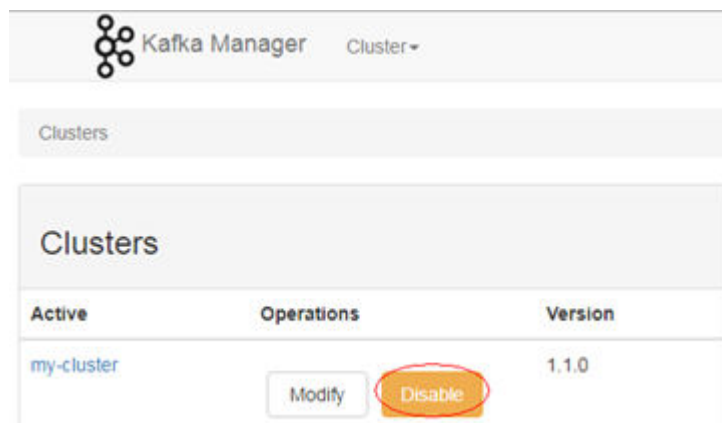 Kafka Manager Cluster
Clusters
Clusters
Active Operations Version
my-cluster 1.1.0
Modify Disable